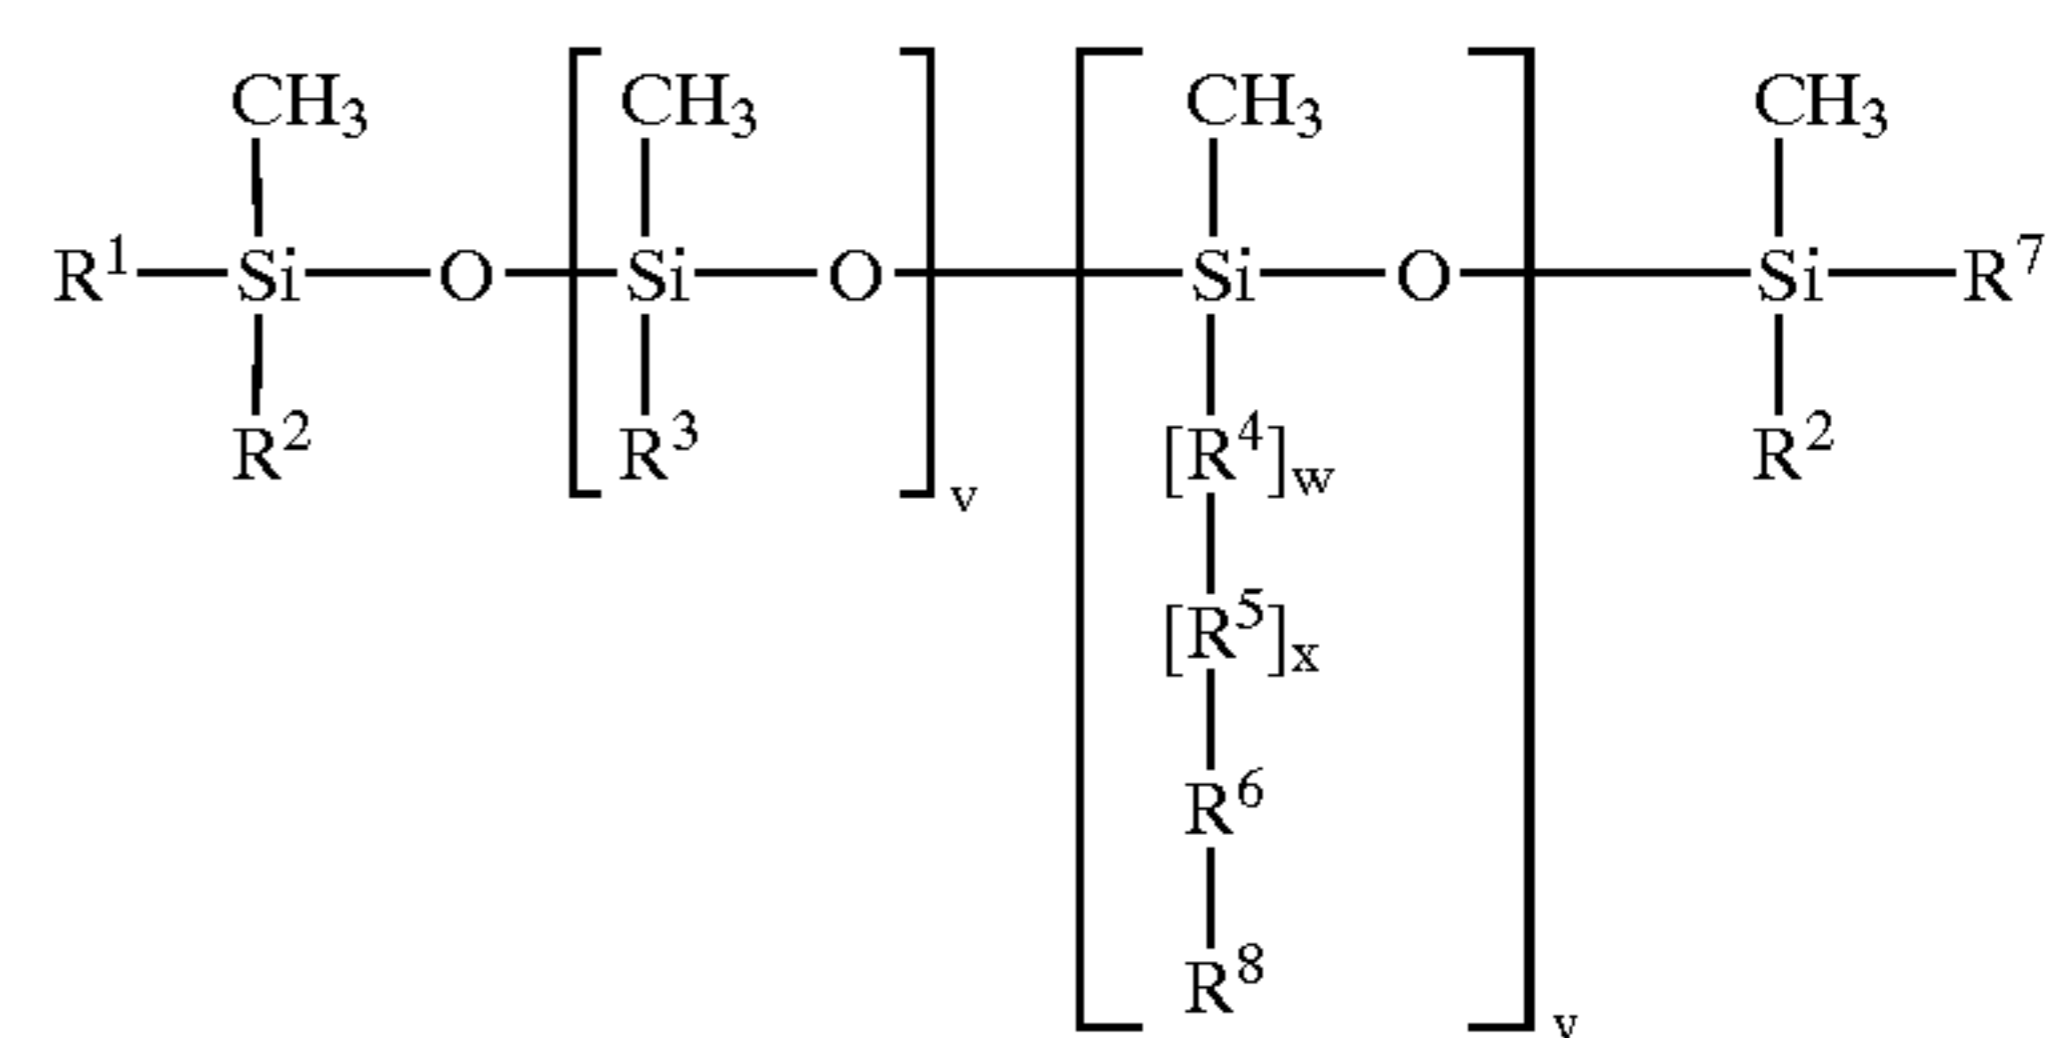 CH3 [CH3 [CH3 CH3
R1—Si—O—[Si—O]—[Si—O]—Si—R7
R2 R3 ]v [R4]w R2
[R5]x
R6
R8
]v